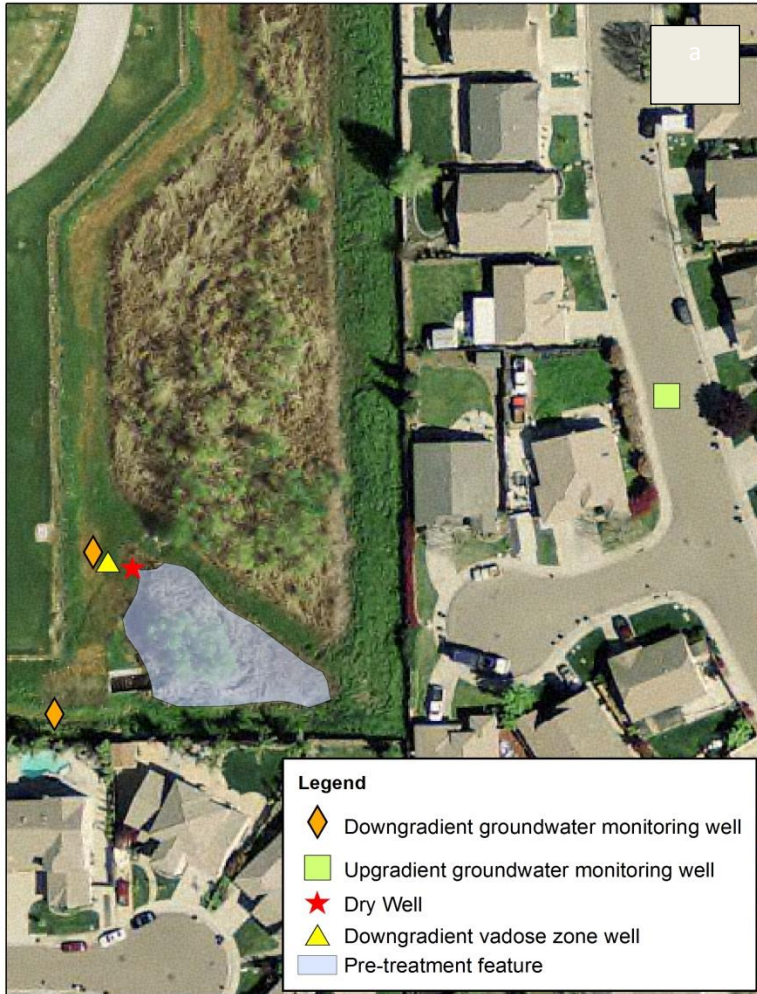 a
Legend
Downgradient groundwater monitoring well
Upgradient groundwater monitoring well
Dry Well
Downgradient vadose zone well
Pre-treatment feature